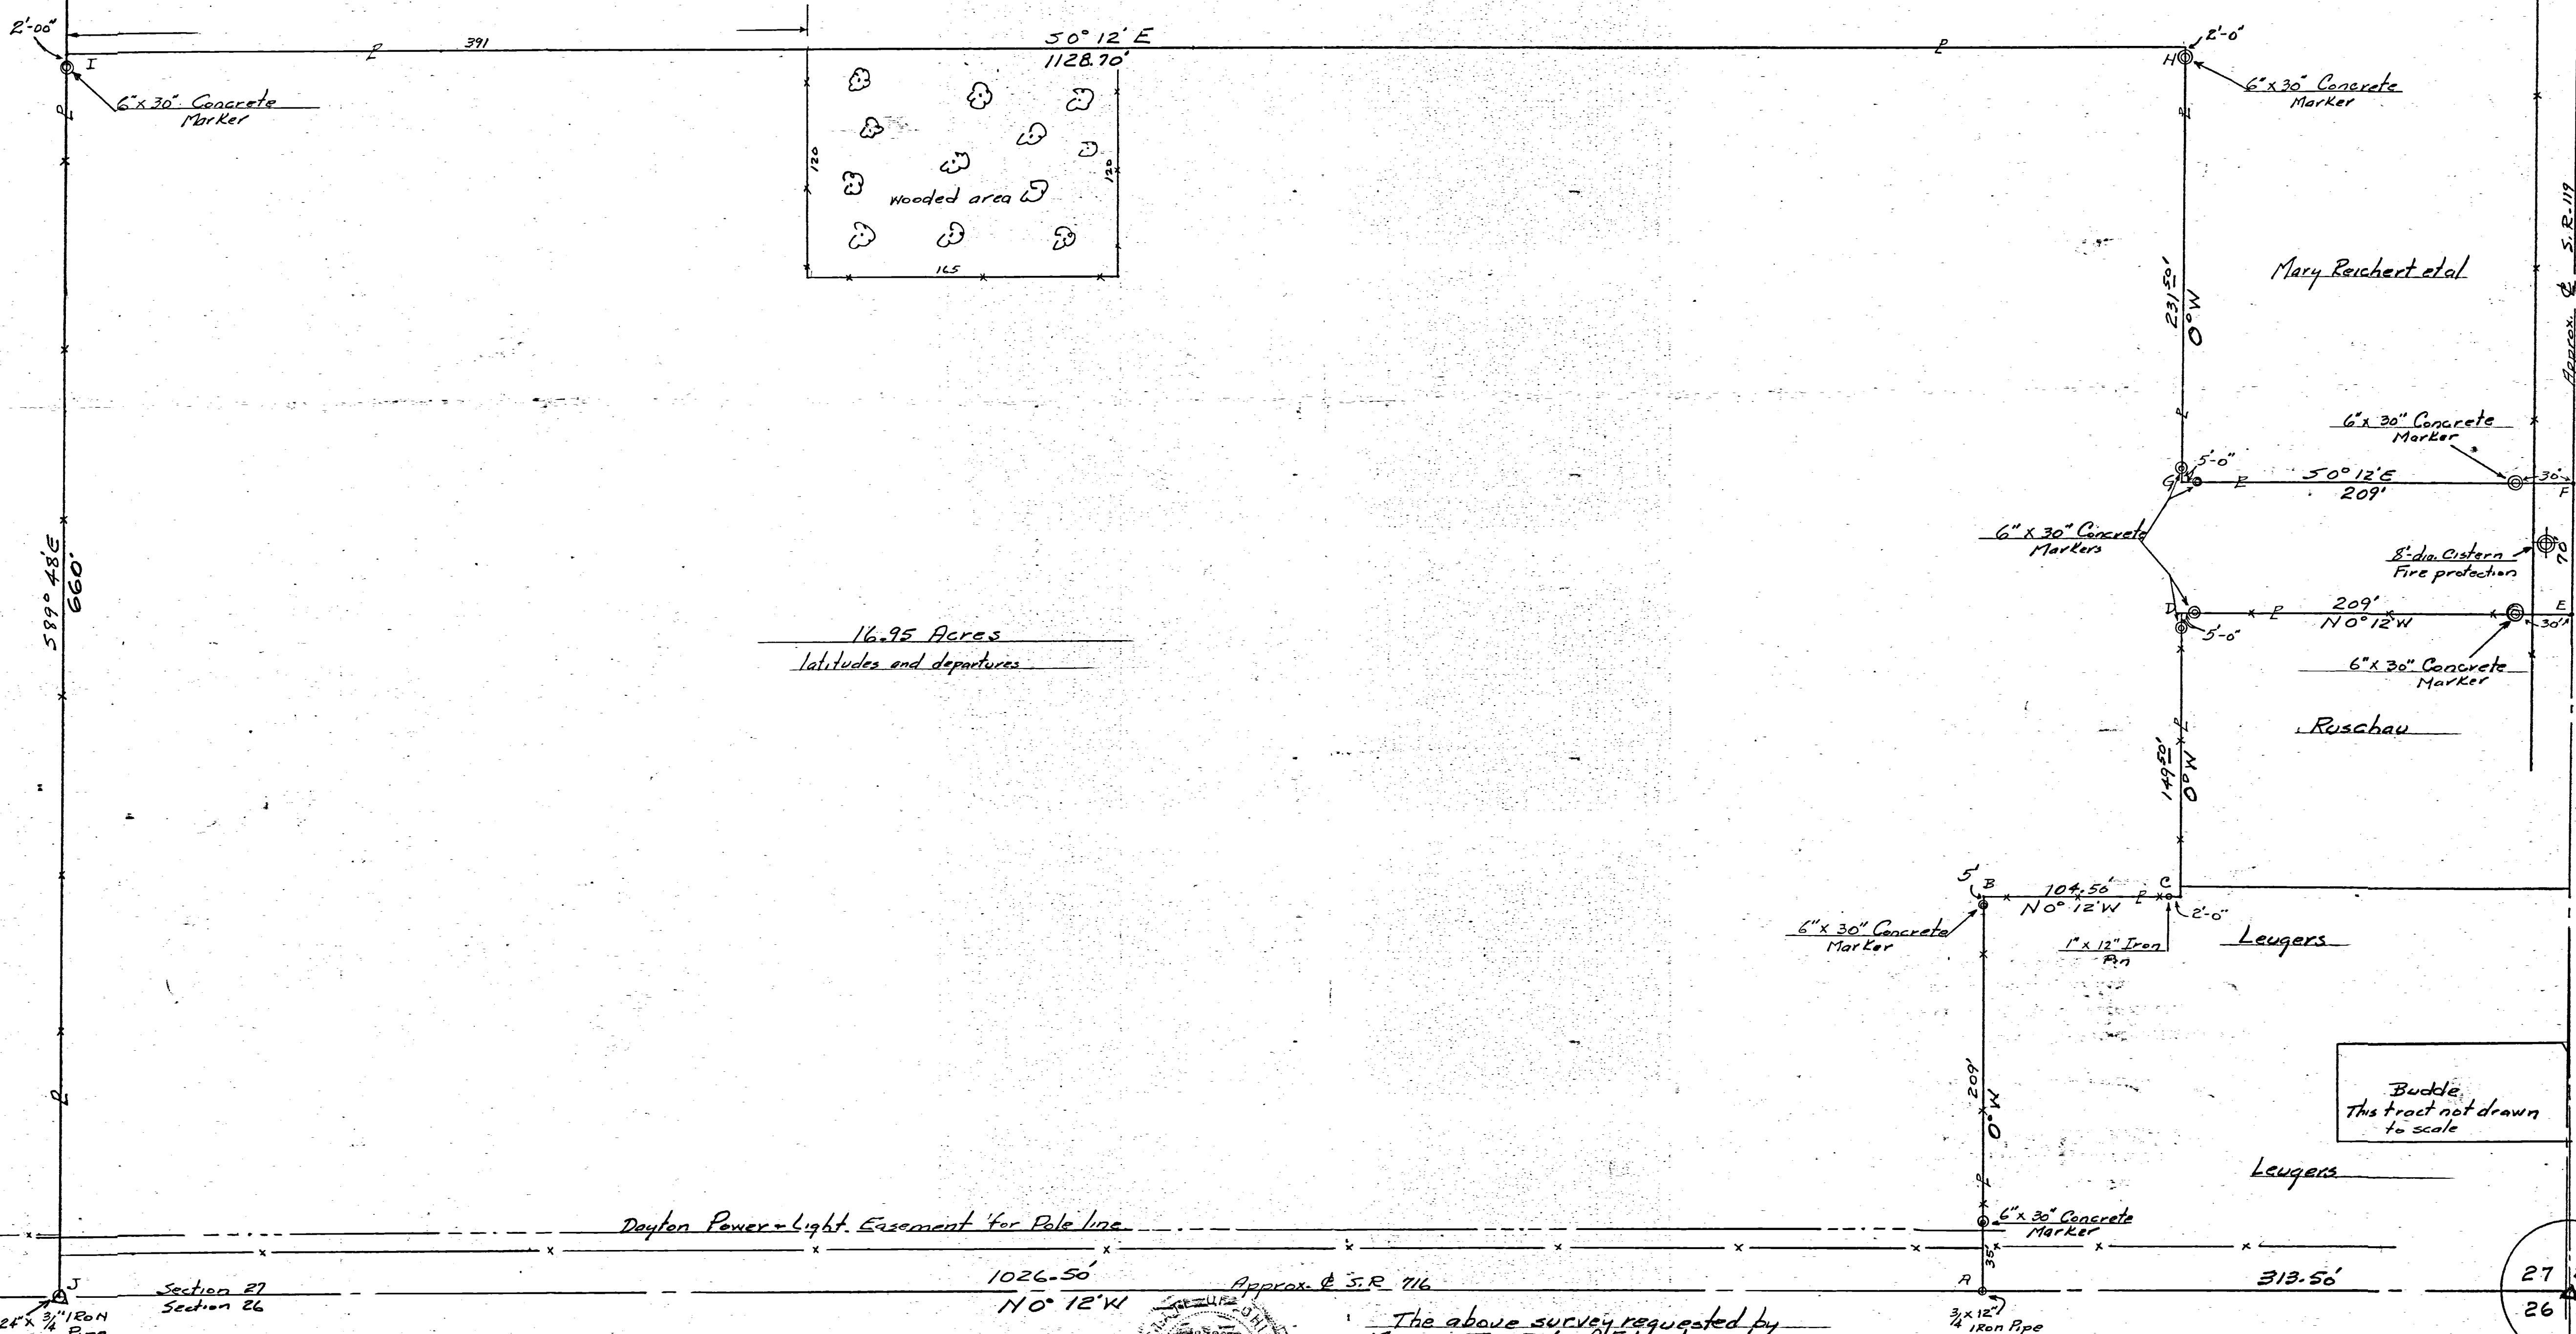 2'-00"
I
391
S 0° 12' E
1128.70'
6"x 30" Concrete
Marker
2'-0"
H
6"x 30" Concrete
Marker
120
120
Wooded area
165
Mary Reichert etal
231 50'
0° W
Approx. ℄ S.R-119
6"x 30" Concrete
Marker
5'-0"
G
S 0° 12' E
209'
30'
F
6" x 30" Concrete
Markers
8'-dia. Cistern
Fire protection
70'
D
209'
N 0° 12' W
E
30'
5'-0"
6" x 30" Concrete
Marker
S 89° 48' E
660'
16.95 Acres
latitudes and departures
Ruschau
149 50'
0° W
5'
B
104.50'
N 0° 12' W
C
2'-0"
6" x 30" Concrete
Marker
1" x 12" Iron
Pin
Leugers
Budde
This tract not drawn
to scale
209'
0° W
Leugers
Dayton Power & Light Easement for Pole line
6" x 30" Concrete
Marker
35'
J
Section 27
Section 26
1026.50'
N 0° 12' W
Approx. ℄ S.R 716
A
313.50'
27
26
24" x 3/4" IRON
Pipe
3/4 x 12"
IRON Pipe
The above survey requested by